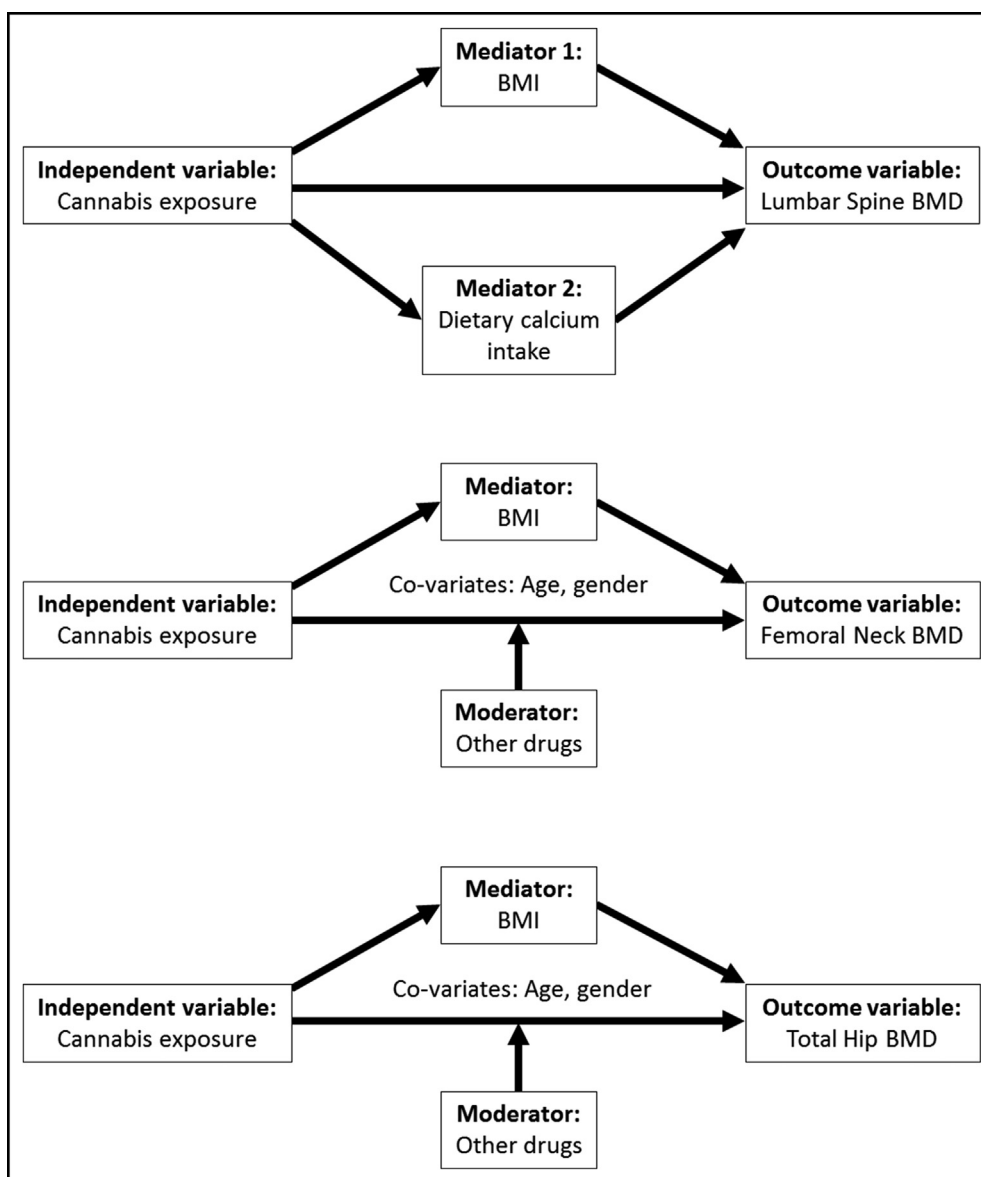 Mediator 1:
BMI
Independent variable:
Cannabis exposure
Outcome variable:
Lumbar Spine BMD
Mediator 2:
Dietary calcium
intake
Mediator:
BMI
Co-variates: Age, gender
Independent variable:
Cannabis exposure
Outcome variable:
Femoral Neck BMD
Moderator:
Other drugs
Mediator:
BMI
Co-variates: Age, gender
Independent variable:
Cannabis exposure
Outcome variable:
Total Hip BMD
Moderator:
Other drugs